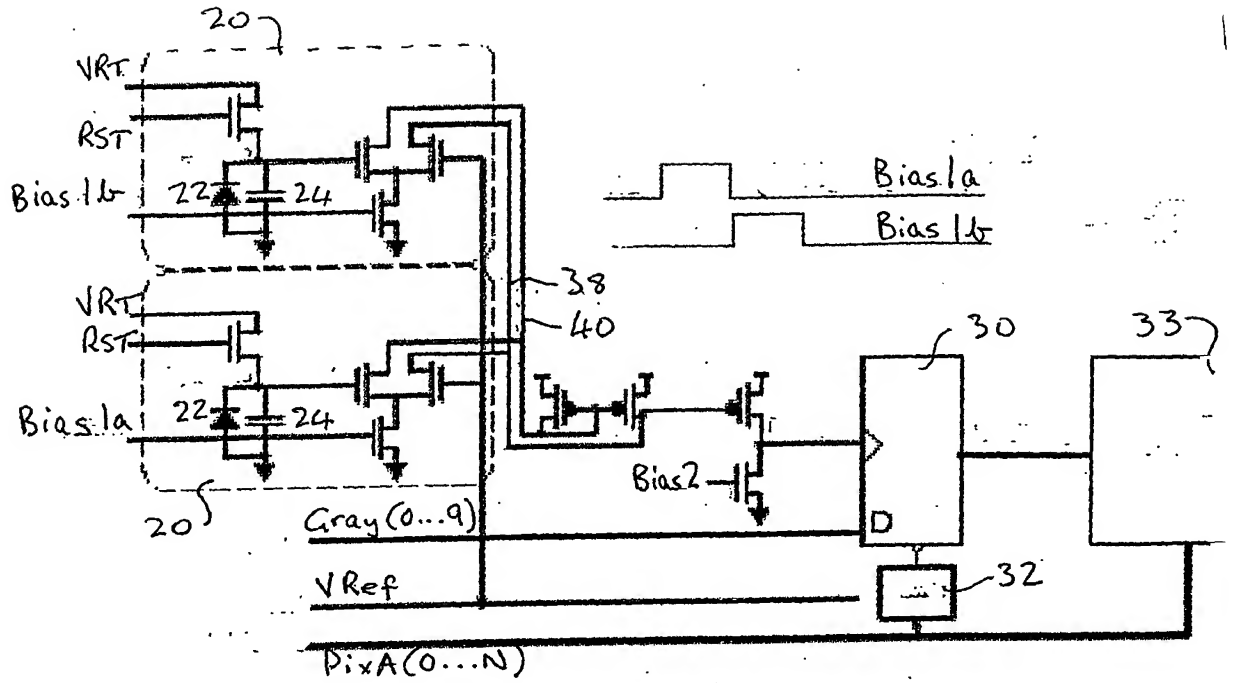 20
VRT
RST
Bias1b
22
24
Bias1a
Bias1b
38
40
VRT
RST
22
24
Bias1a
20
30
33
Bias2
D
Gray(0...9)
VRef
32
PixA(0...N)